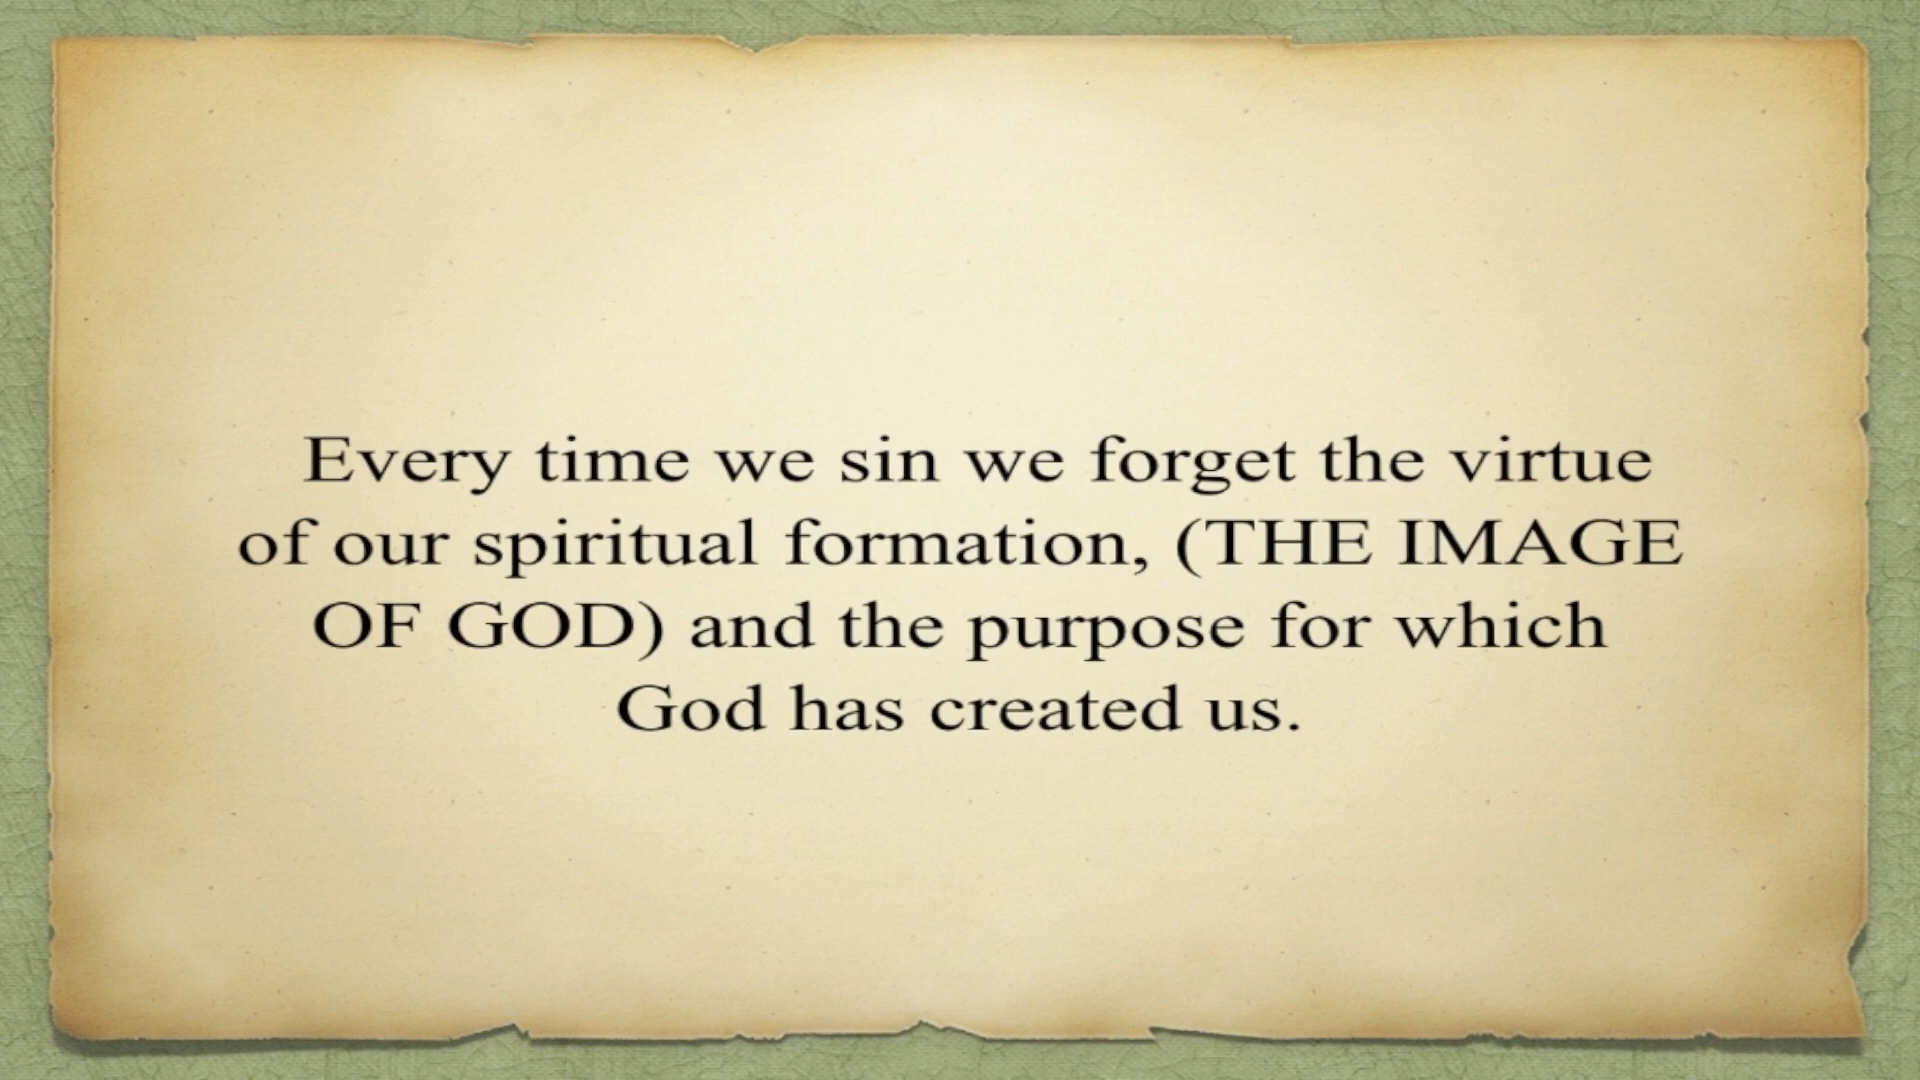 Every time we sin we forget the virtue
of our spiritual formation, (THE IMAGE
OF GOD) and the purpose for which
God has created us.